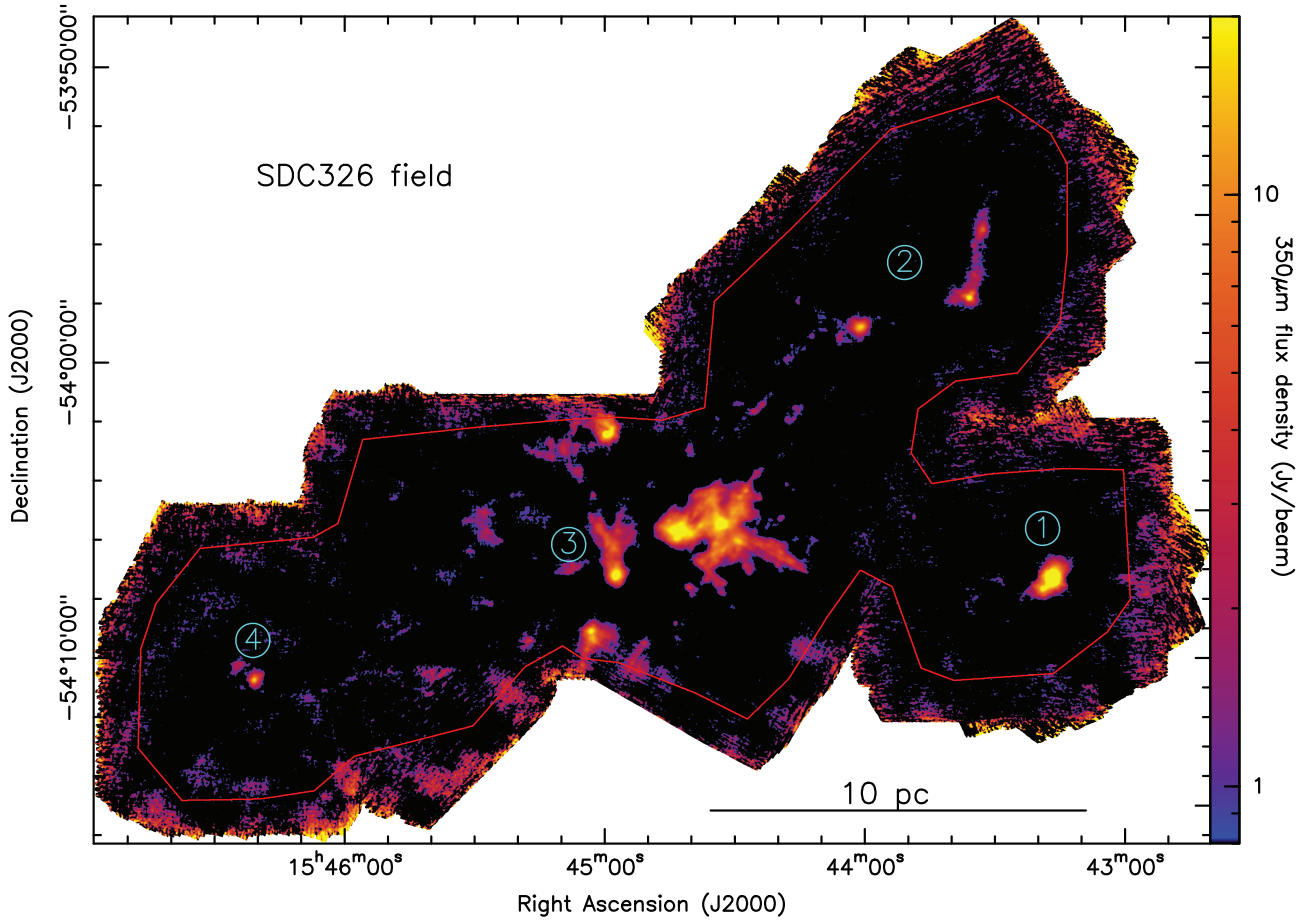 SDC326 field
−53°50'00"
−54°00'00"
−54°10'00"
Declination (J2000)
②
①
③
④
10 pc
15ʰ46ᵐ00ˢ
45ᵐ00ˢ
44ᵐ00ˢ
43ᵐ00ˢ
Right Ascension (J2000)
10
1
350μm flux density (Jy/beam)